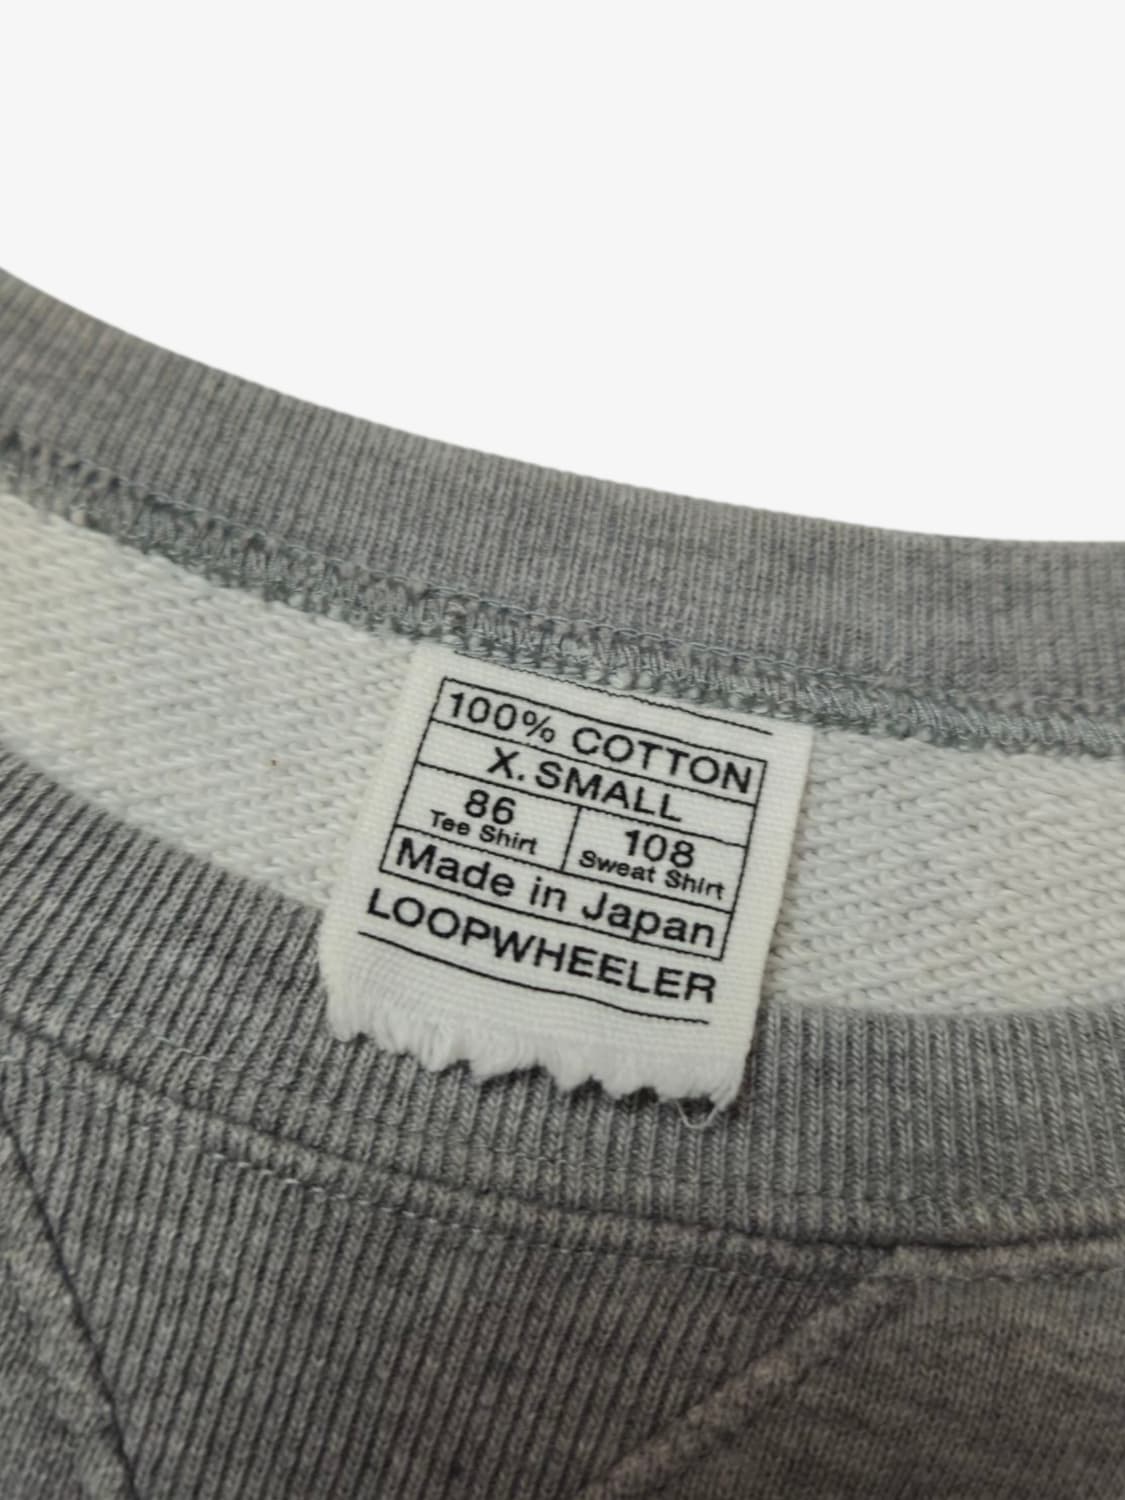 100% COTTON
X. SMALL
86 108
Tee Shirt Sweat Shirt
Made in Japan
LOOPWHEELER